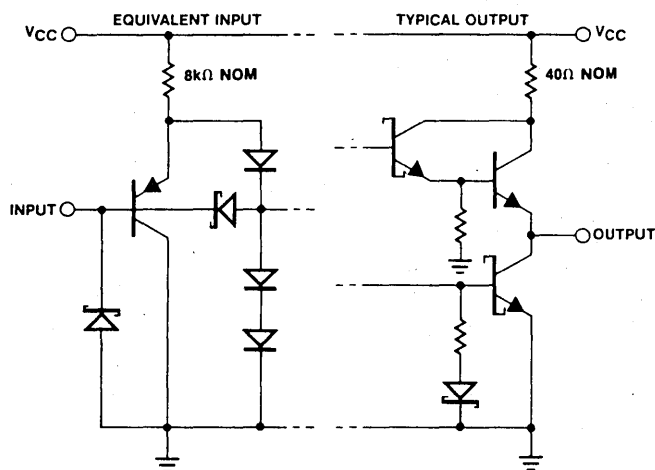 EQUIVALENT INPUT
TYPICAL OUTPUT
VCC
VCC
8kΩ NOM
40Ω NOM
INPUT
OUTPUT